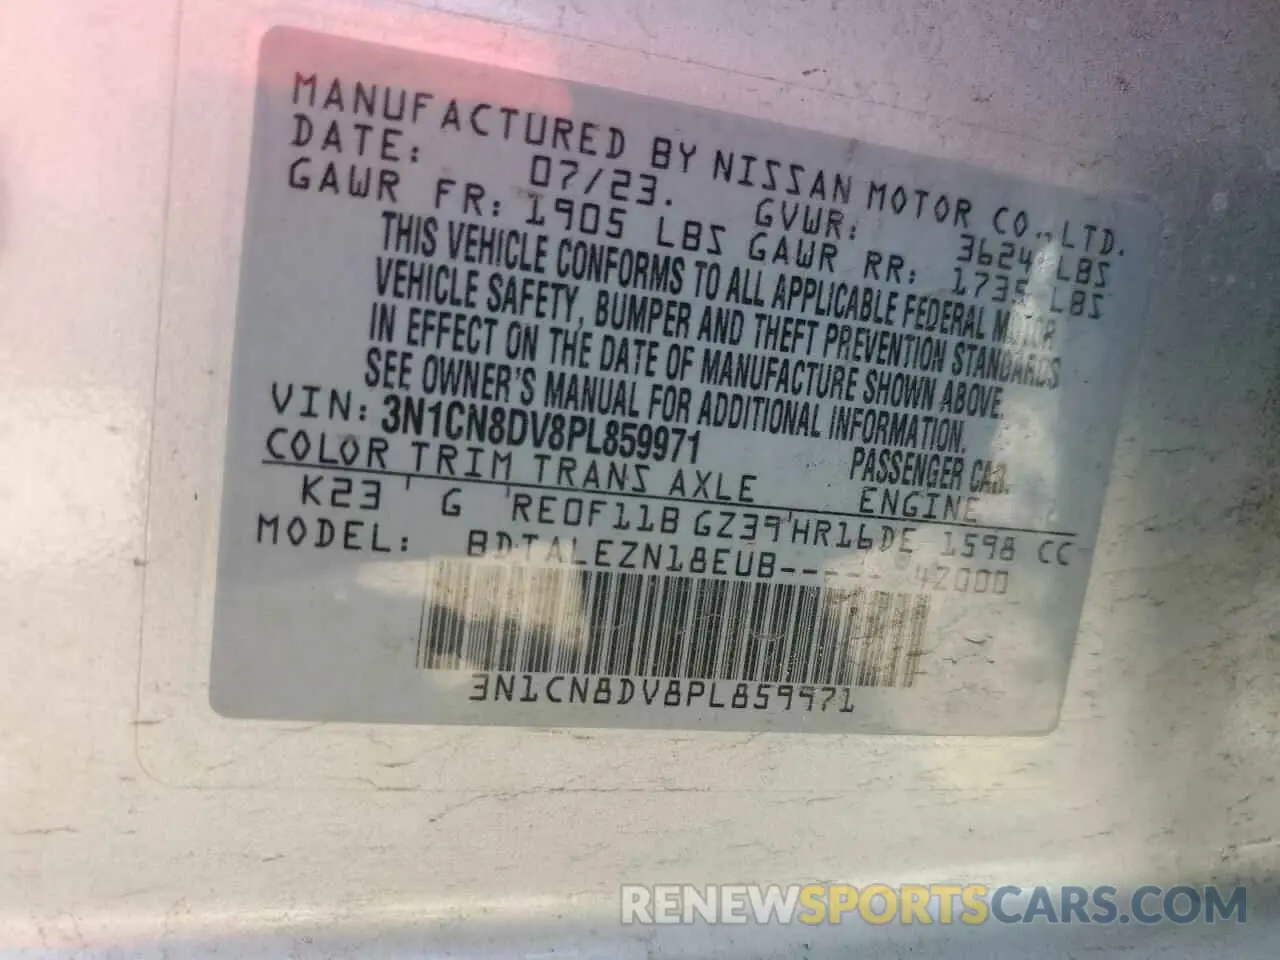 MANUFACTURED BY NISSAN MOTOR CO., LTD.
DATE: 07/23. GVWR: 3624 LBS
GAWR FR: 1905 LBS GAWR RR: 1735 LBS
THIS VEHICLE CONFORMS TO ALL APPLICABLE FEDERAL MOTOR
VEHICLE SAFETY, BUMPER AND THEFT PREVENTION STANDARDS
IN EFFECT ON THE DATE OF MANUFACTURE SHOWN ABOVE.
SEE OWNER'S MANUAL FOR ADDITIONAL INFORMATION.
VIN: 3N1CN8DV8PL859971 PASSENGER CAR.
COLOR TRIM TRANS AXLE ENGINE
K23 ' G 'RE0F11B GZ39'HR16DE 1598 CC
MODEL: BDTALEZN18EUB----- 42000
3N1CN8DV8PL859971
RENEWSPORTSCARS.COM